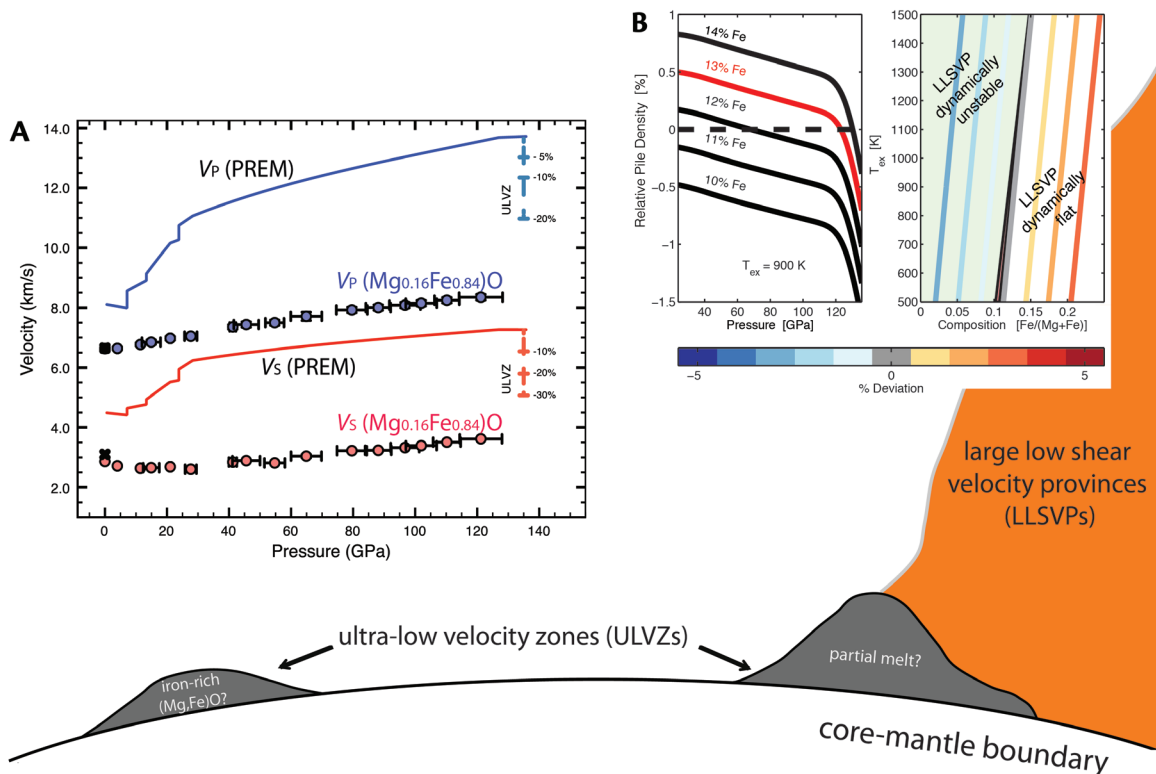 A
14.0
12.0
10.0
8.0
6.0
4.0
2.0
Velocity (km/s)
0
20
40
60
80
100
120
140
Pressure (GPa)
VP (PREM)
- 5%
-10%
-20%
ULVZ
VP (Mg0.16Fe0.84)O
VS (PREM)
-10%
-20%
-30%
ULVZ
VS (Mg0.16Fe0.84)O
B
1
0.5
0
−0.5
−1
−1.5
Relative Pile Density [%]
14% Fe
13% Fe
12% Fe
11% Fe
10% Fe
Tex = 900 K
40
60
80
100
120
Pressure [GPa]
1500
1400
1300
1200
1100
1000
900
800
700
600
500
Tex [K]
LLSVP
dynamically
unstable
LLSVP
dynamically
flat
0
0.05
0.1
0.15
0.2
Composition [Fe/(Mg+Fe)]
−5
0
5
% Deviation
large low shear
velocity provinces
(LLSVPs)
ultra-low velocity zones (ULVZs)
iron-rich
(Mg,Fe)O?
partial melt?
core-mantle boundary